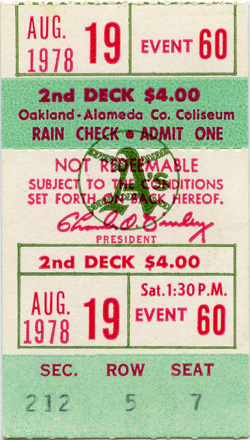 AUG. 1978 19 EVENT 60
2nd DECK $4.00
Oakland-Alameda Co. Coliseum
RAIN CHECK • ADMIT ONE
A's
NOT REDEEMABLE
SUBJECT TO THE CONDITIONS
SET FORTH ON BACK HEREOF.
Charles O. Finley
PRESIDENT
2nd DECK $4.00
AUG. 1978 19 Sat. 1:30 P.M. EVENT 60
SEC. ROW SEAT
212 5 7